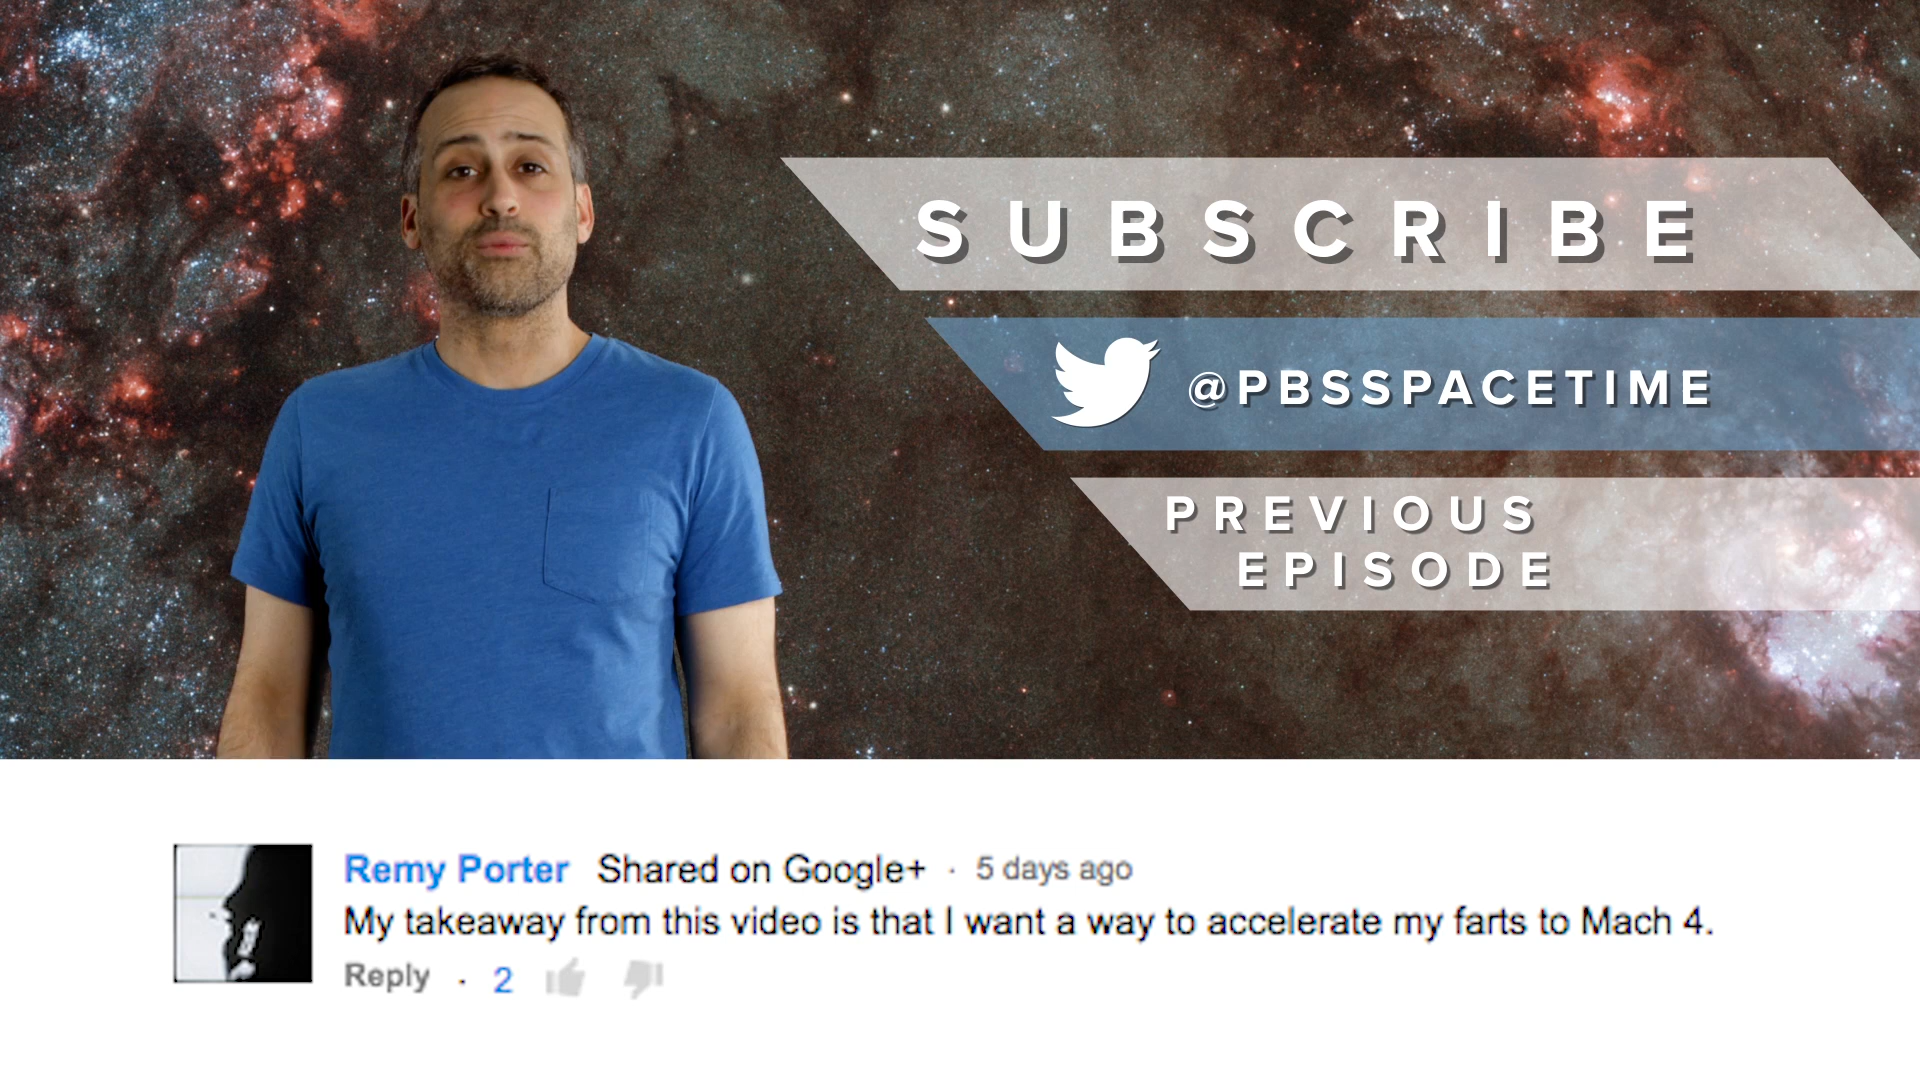 SUBSCRIBE
@PBSSPACETIME
PREVIOUS
EPISODE
Remy Porter Shared on Google+ · 5 days ago
My takeaway from this video is that I want a way to accelerate my farts to Mach 4.
Reply · 2